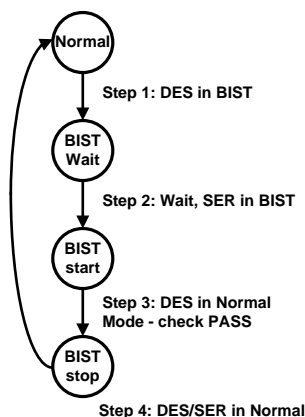 Normal
Step 1: DES in BIST
BIST
Wait
Step 2: Wait, SER in BIST
BIST
start
Step 3: DES in Normal
Mode - check PASS
BIST
stop
Step 4: DES/SER in Normal